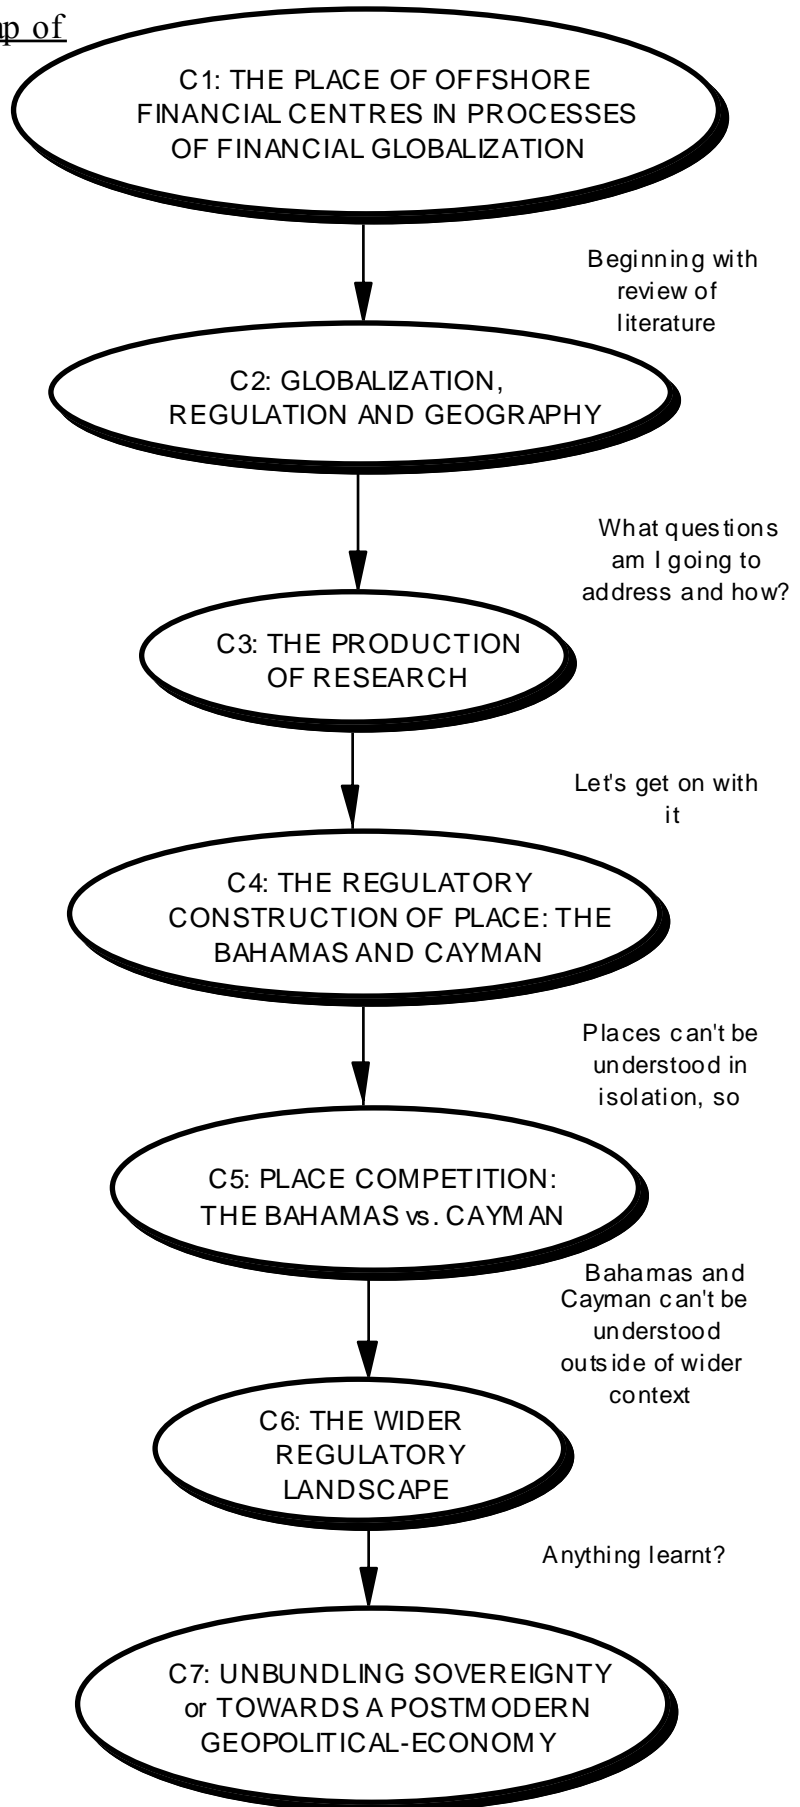 of
C1: THE PLACE OF OFFSHORE
FINANCIAL CENTRES IN PROCESSES
OF FINANCIAL GLOBALIZATION
Beginning with
review of
literature
C2: GLOBALIZATION,
REGULATION AND GEOGRAPHY
What questions
am I going to
address and how?
C3: THE PRODUCTION
OF RESEARCH
Let's get on with
it
C4: THE REGULATORY
CONSTRUCTION OF PLACE: THE
BAHAMAS AND CAYMAN
Places can't be
understood in
isolation, so
C5: PLACE COMPETITION:
THE BAHAMAS vs. CAYMAN
Bahamas and
Cayman can't be
understood
outside of wider
context
C6: THE WIDER
REGULATORY
LANDSCAPE
Anything learnt?
C7: UNBUNDLING SOVEREIGNTY
or TOWARDS A POSTMODERN
GEOPOLITICAL-ECONOMY